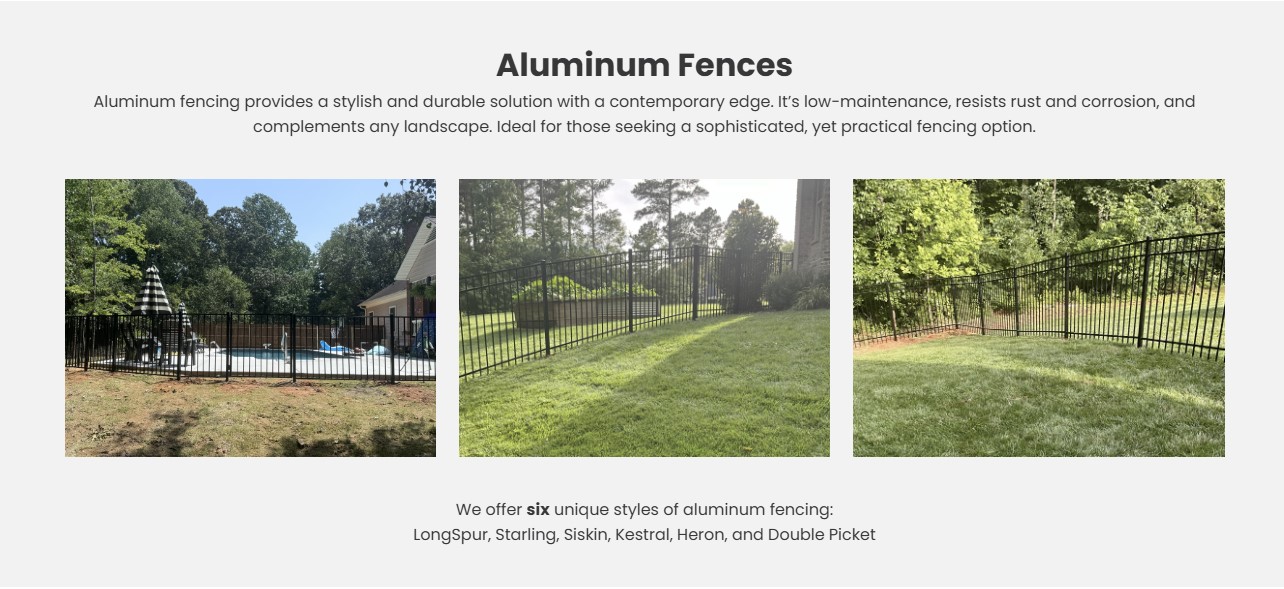 Aluminum Fences
Aluminum fencing provides a stylish and durable solution with a contemporary edge. It’s low-maintenance, resists rust and corrosion, and
complements any landscape. Ideal for those seeking a sophisticated, yet practical fencing option.
We offer six unique styles of aluminum fencing:
LongSpur, Starling, Siskin, Kestral, Heron, and Double Picket